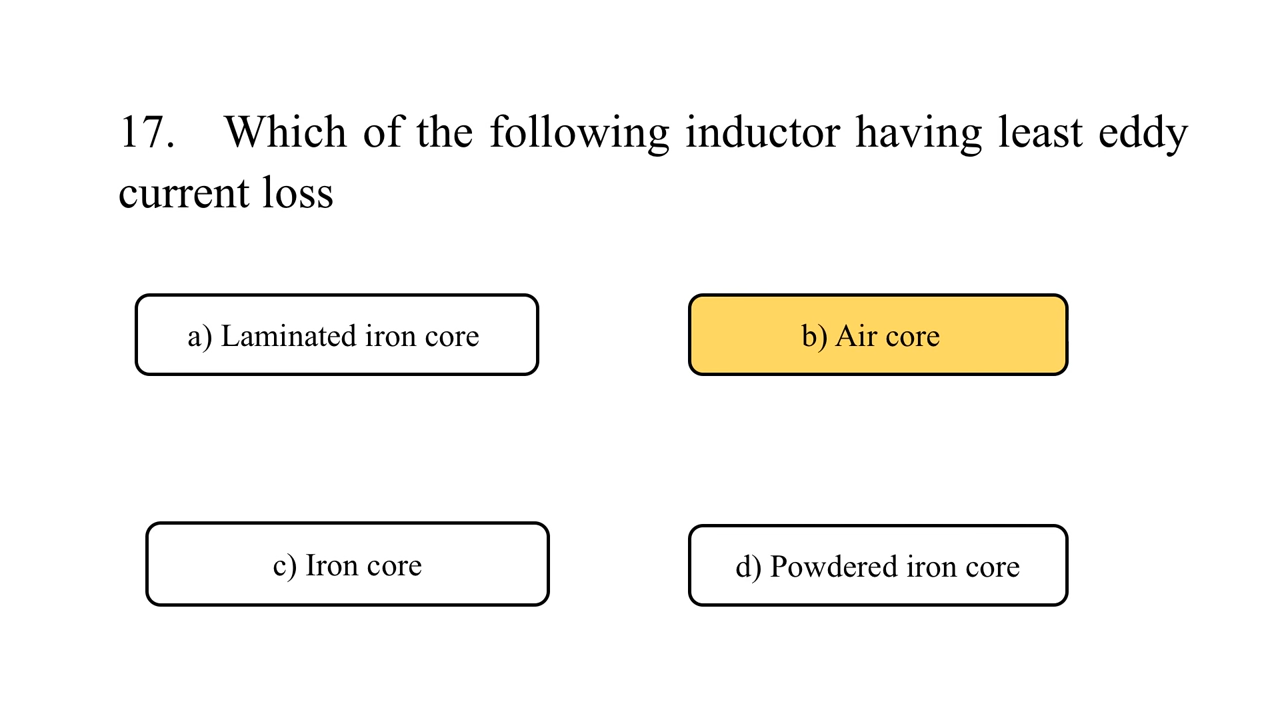 17. Which of the following inductor having least eddy
current loss
a) Laminated iron core
b) Air core
c) Iron core
d) Powdered iron core